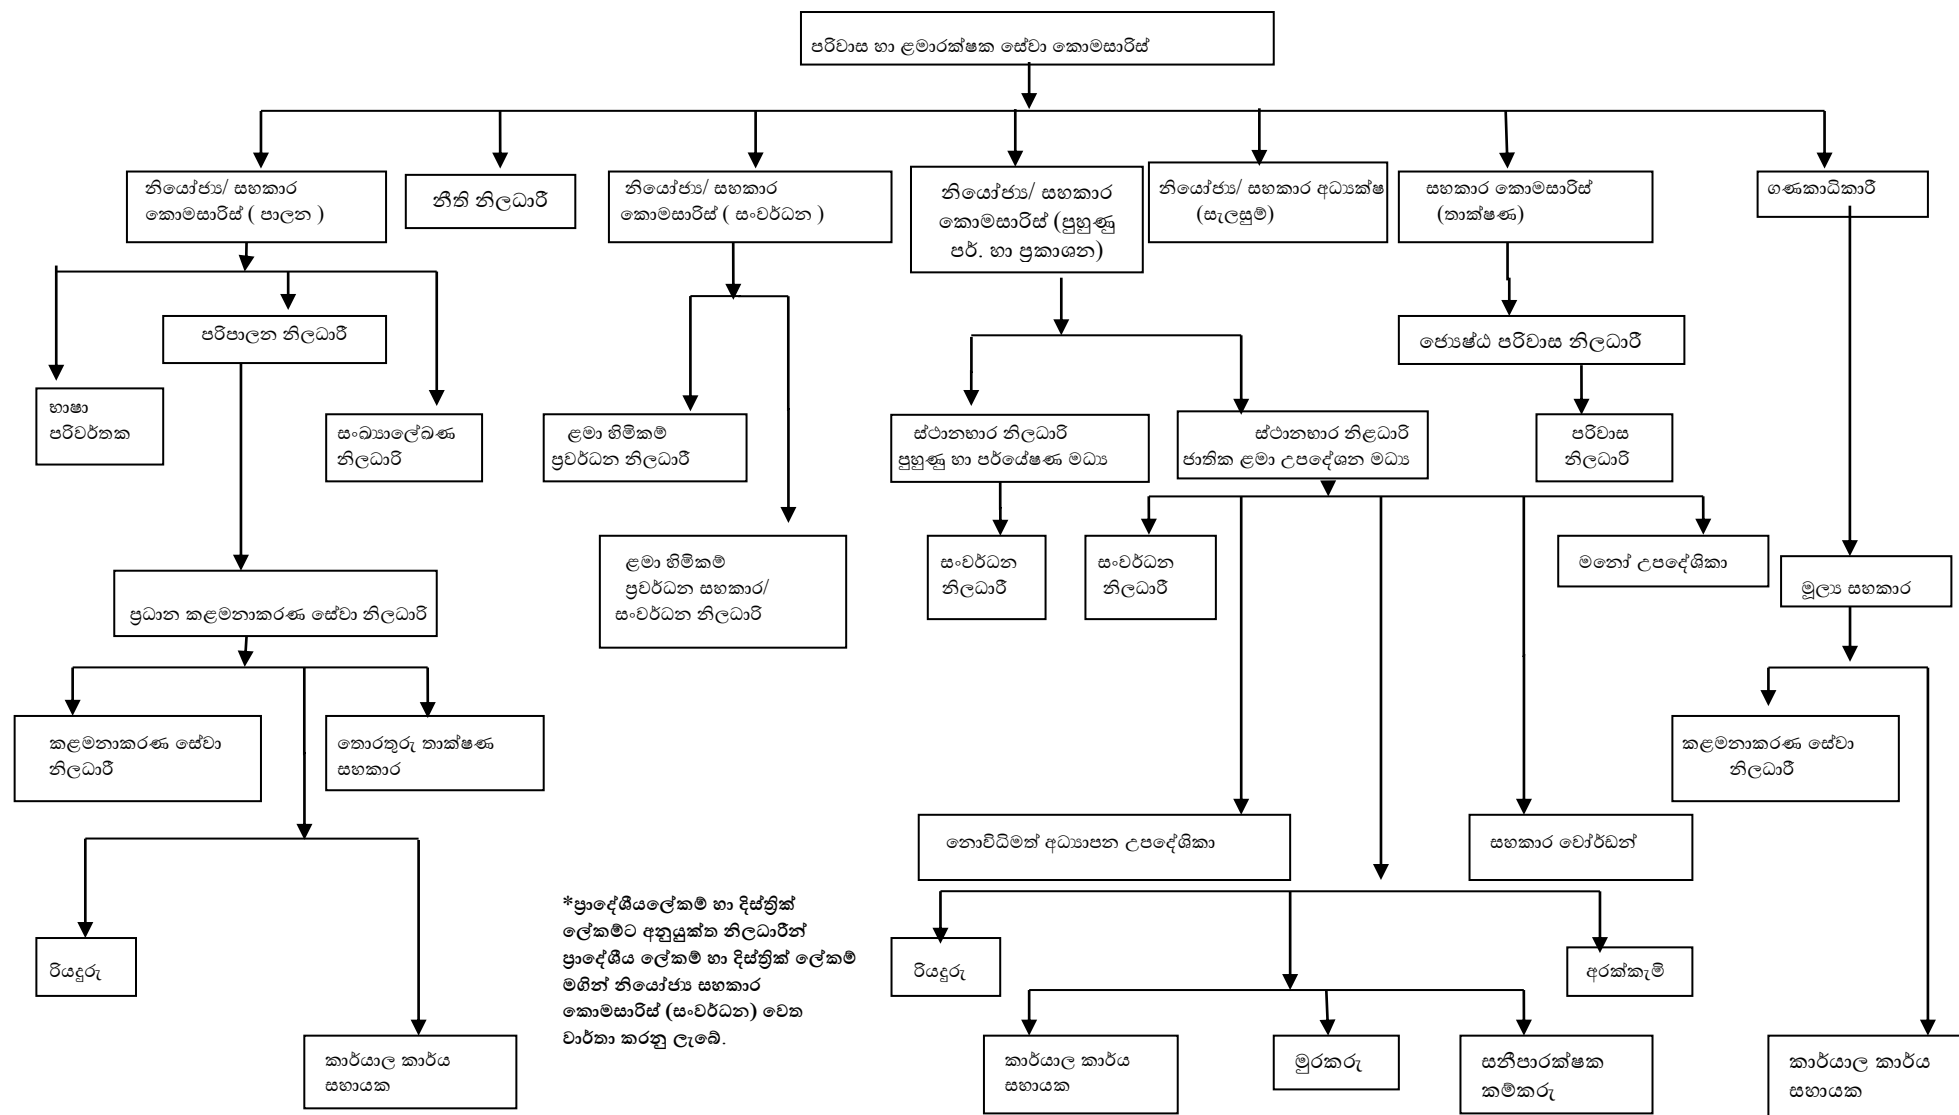 පරිවාස හා ළමාරක්ෂක සේවා කොමසාරිස්
නියෝජ්‍ය/ සහකාර
කොමසාරිස් ( පාලන )
නීති නිලධාරී
නියෝජ්‍ය/ සහකාර
කොමසාරිස් ( සංවර්ධන )
නියෝජ්‍ය/ සහකාර
කොමසාරිස් (පුහුණු
පර්. හා ප්‍රකාශන)
නියෝජ්‍ය/ සහකාර අධ්‍යක්ෂ
(සැලසුම්)
සහකාර කොමසාරිස්
(තාක්ෂණ)
ගණකාධිකාරී
පරිපාලන නිලධාරී
ජ්‍යෙෂ්ඨ පරිවාස නිලධාරී
භාෂා
පරිවර්තක
සංඛ්‍යාලේඛණ
නිලධාරි
ළමා හිමිකම්
ප්‍රවර්ධන නිලධාරී
ස්ථානභාර නිලධාරි
පුහුණු හා පර්යේෂණ මධ්‍ය
ස්ථානභාර නිළධාරි
ජාතික ළමා උපදේශන මධ්‍ය
පරිවාස
නිලධාරි
ළමා හිමිකම්
ප්‍රවර්ධන සහකාර/
සංවර්ධන නිලධාරි
සංවර්ධන
නිලධාරී
සංවර්ධන
නිලධාරී
මනෝ උපදේශිකා
මූල්‍ය සහකාර
ප්‍රධාන කළමනාකරණ සේවා නිලධාරි
කළමනාකරණ සේවා
නිලධාරී
තොරතුරු තාක්ෂණ
සහකාර
කළමනාකරණ සේවා
නිලධාරී
නොවිධිමත් අධ්‍යාපන උපදේශිකා
සහකාර වෝර්ඩන්
*ප්‍රාදේශීයලේකම් හා දිස්ත්‍රික්
ලේකම්ට අනුයුක්ත නිලධාරීන්
ප්‍රාදේශීය ලේකම් හා දිස්ත්‍රික් ලේකම්
මගින් නියෝජ්‍ය සහකාර
කොමසාරිස් (සංවර්ධන) වෙත
වාර්තා කරනු ලැබේ.
රියදුරු
රියදුරු
අරක්කැමි
කාර්යාල කාර්ය
සහායක
කාර්යාල කාර්ය
සහායක
මුරකරු
සනීපාරක්ෂක
කම්කරු
කාර්යාල කාර්ය
සහායක